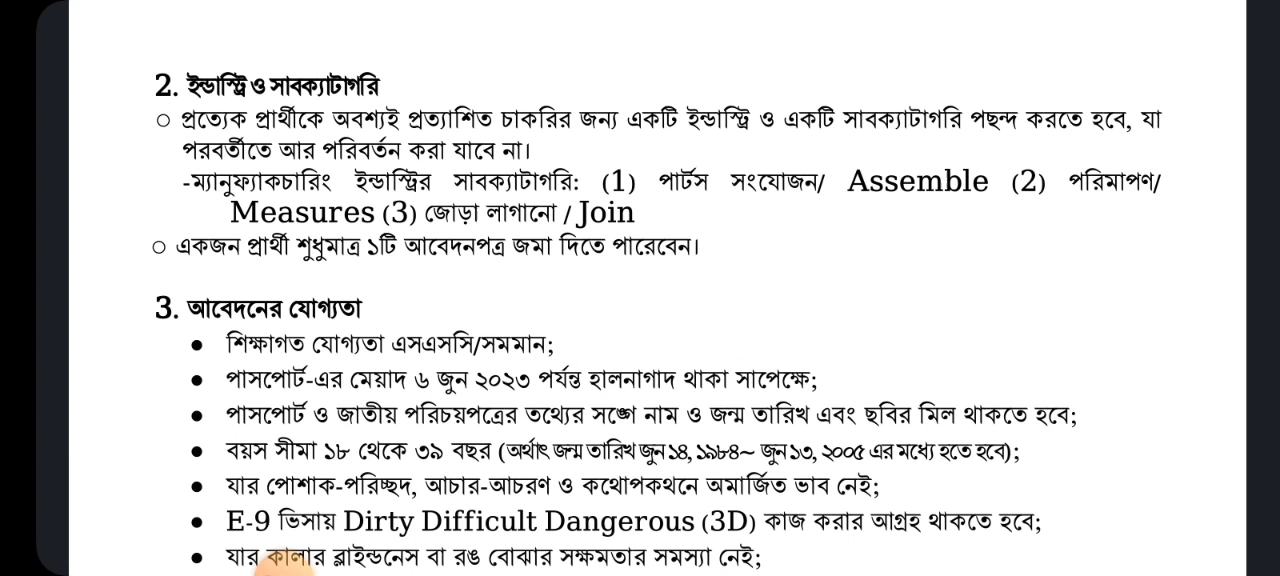 2. ইন্ডাস্ট্রি ও সাবক্যাটাগরি
○ প্রত্যেক প্রার্থীকে অবশ্যই প্রত্যাশিত চাকরির জন্য একটি ইন্ডাস্ট্রি ও একটি সাবক্যাটাগরি পছন্দ করতে হবে, যা
পরবর্তীতে আর পরিবর্তন করা যাবে না।
-ম্যানুফ্যাকচারিং ইন্ডাস্ট্রির সাবক্যাটাগরি: (1) পার্টস সংযোজন/ Assemble (2) পরিমাপণ/
Measures (3) জোড়া লাগানো / Join
○ একজন প্রার্থী শুধুমাত্র ১টি আবেদনপত্র জমা দিতে পারেবেন।
3. আবেদনের যোগ্যতা
● শিক্ষাগত যোগ্যতা এসএসসি/সমমান;
● পাসপোর্ট-এর মেয়াদ ৬ জুন ২০২৩ পর্যন্ত হালনাগাদ থাকা সাপেক্ষে;
● পাসপোর্ট ও জাতীয় পরিচয়পত্রের তথ্যের সঙ্গে নাম ও জন্ম তারিখ এবং ছবির মিল থাকতে হবে;
● বয়স সীমা ১৮ থেকে ৩৯ বছর (অর্থাৎ জন্ম তারিখ জুন ১৪, ১৯৮৪~ জুন ১৩, ২০০৫ এর মধ্যে হতে হবে);
● যার পোশাক-পরিচ্ছদ, আচার-আচরণ ও কথোপকথনে অমার্জিত ভাব নেই;
● E-9 ভিসায় Dirty Difficult Dangerous (3D) কাজ করার আগ্রহ থাকতে হবে;
● যার কালার ব্লাইন্ডনেস বা রঙ বোঝার সক্ষমতার সমস্যা নেই;